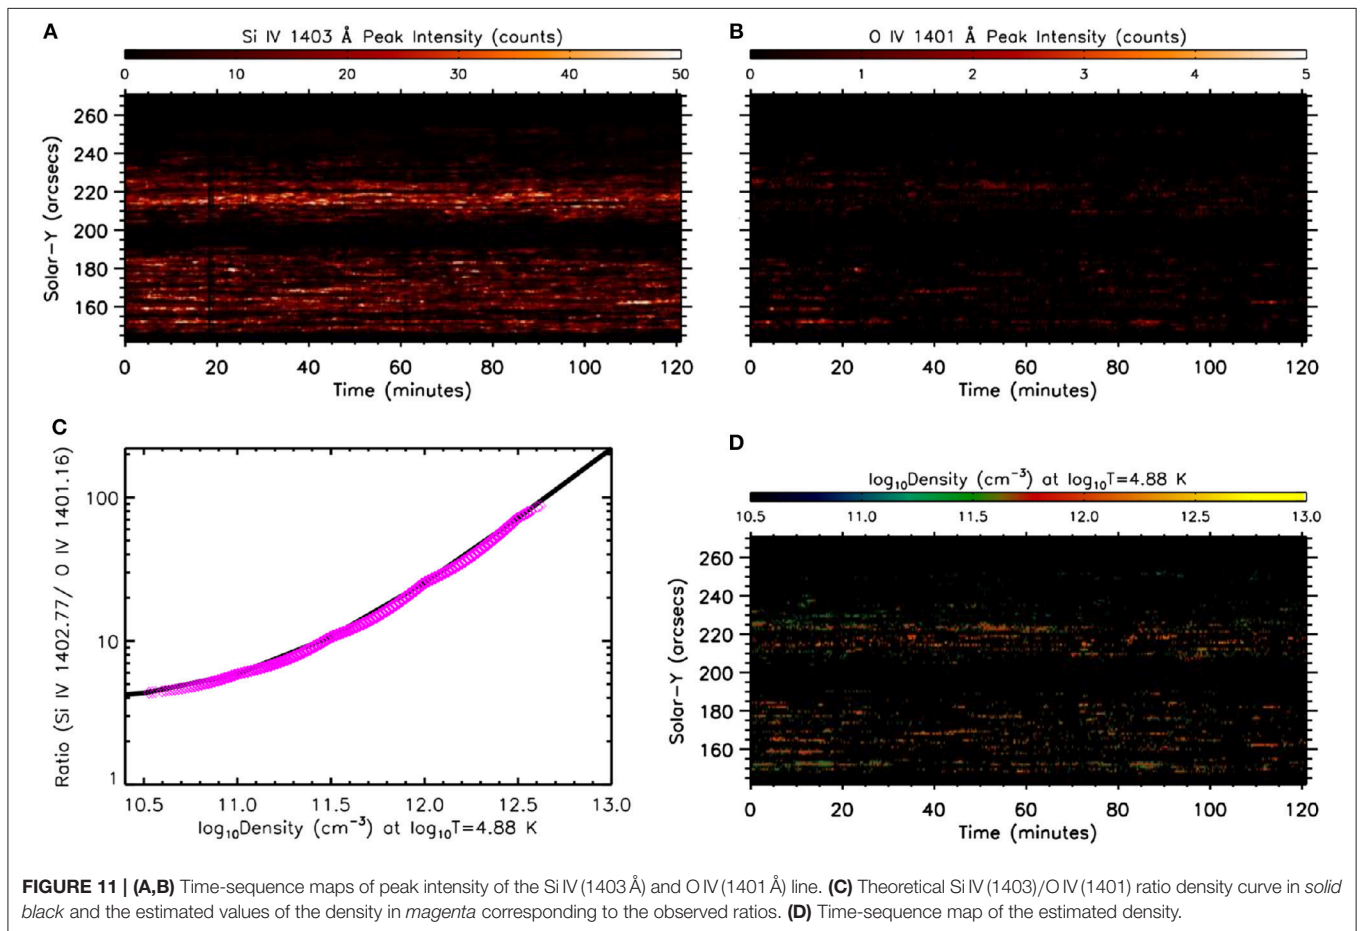 A
Si IV 1403 Å Peak Intensity (counts)
0 10 20 30 40 50
Solar-Y (arcsecs)
260
240
220
200
180
160
0 20 40 60 80 100 120
Time (minutes)
B
O IV 1401 Å Peak Intensity (counts)
0 1 2 3 4 5
260
240
220
200
180
160
0 20 40 60 80 100 120
Time (minutes)
C
Ratio (Si IV 1402.77/ O IV 1401.16)
100
10
1
10.5 11.0 11.5 12.0 12.5 13.0
log₁₀Density (cm⁻³) at log₁₀T=4.88 K
D
log₁₀Density (cm⁻³) at log₁₀T=4.88 K
10.5 11.0 11.5 12.0 12.5 13.0
Solar-Y (arcsecs)
260
240
220
200
180
160
0 20 40 60 80 100 120
Time (minutes)
FIGURE 11 | (A,B) Time-sequence maps of peak intensity of the Si IV (1403 Å) and O IV (1401 Å) line. (C) Theoretical Si IV (1403)/O IV (1401) ratio density curve in solid
black and the estimated values of the density in magenta corresponding to the observed ratios. (D) Time-sequence map of the estimated density.